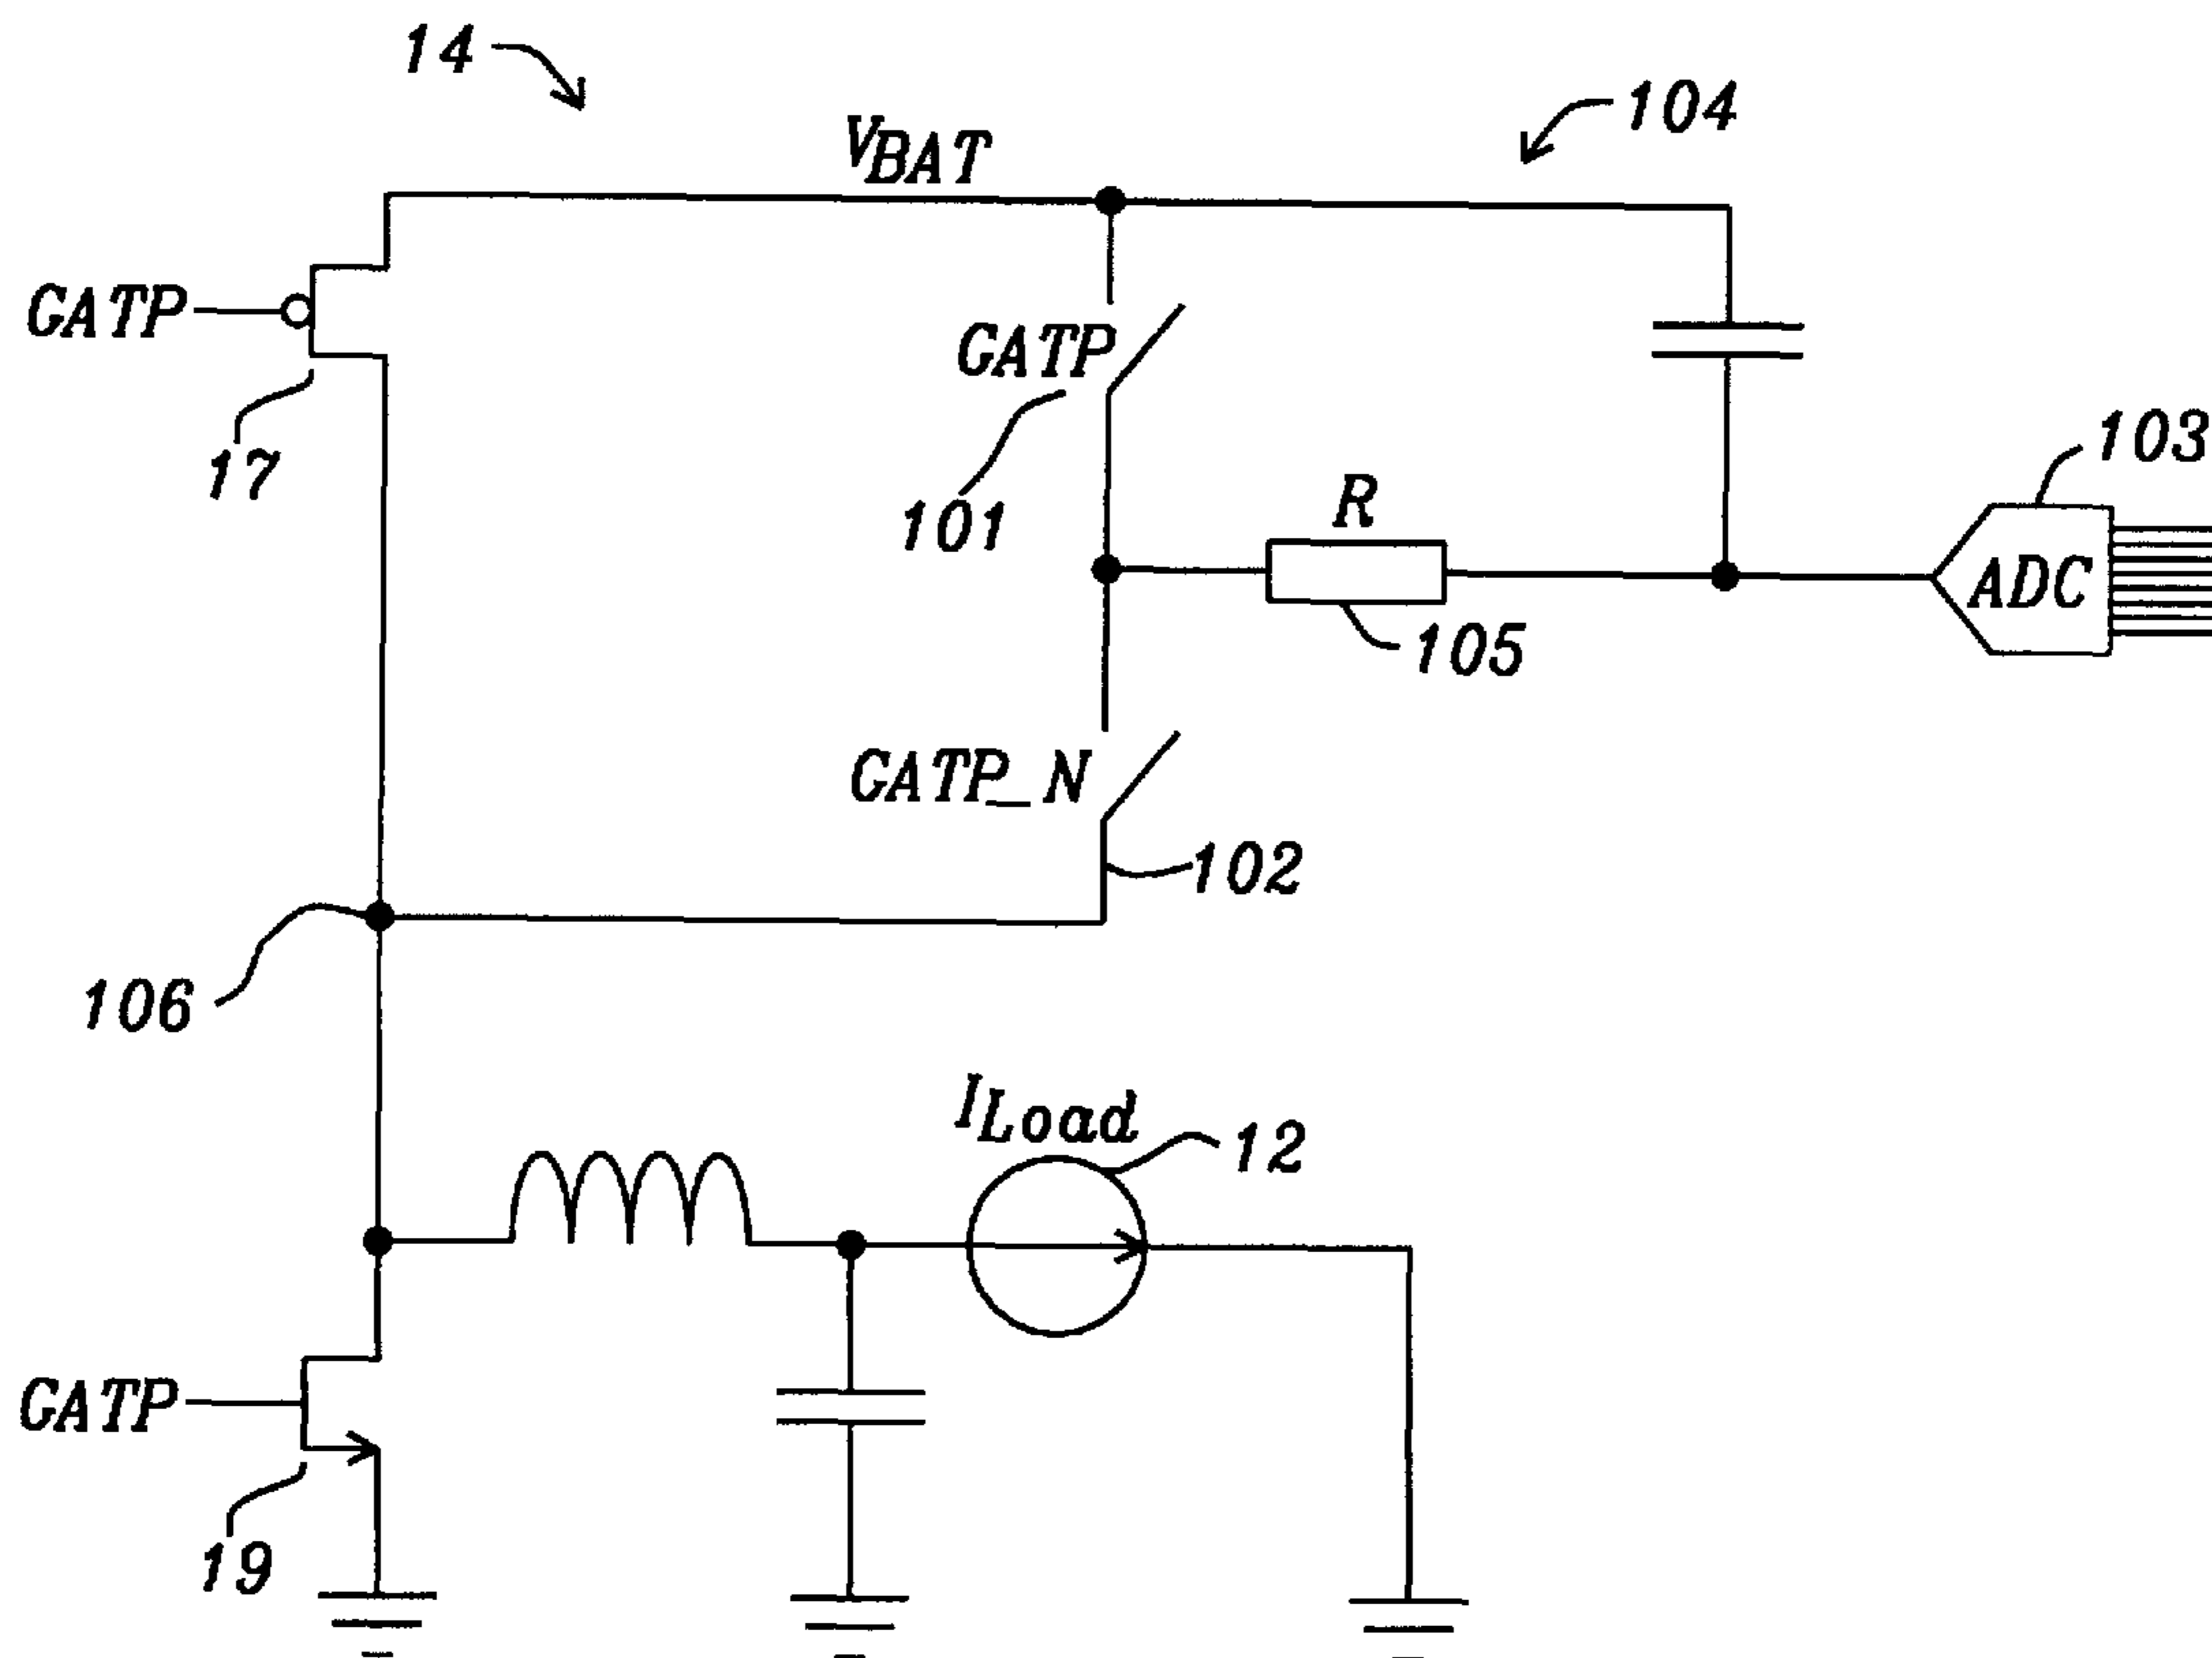 14
104
VBAT
GATP
GATP
17
101
R
103
ADC
105
GATP_N
102
106
ILoad
12
GATP
19